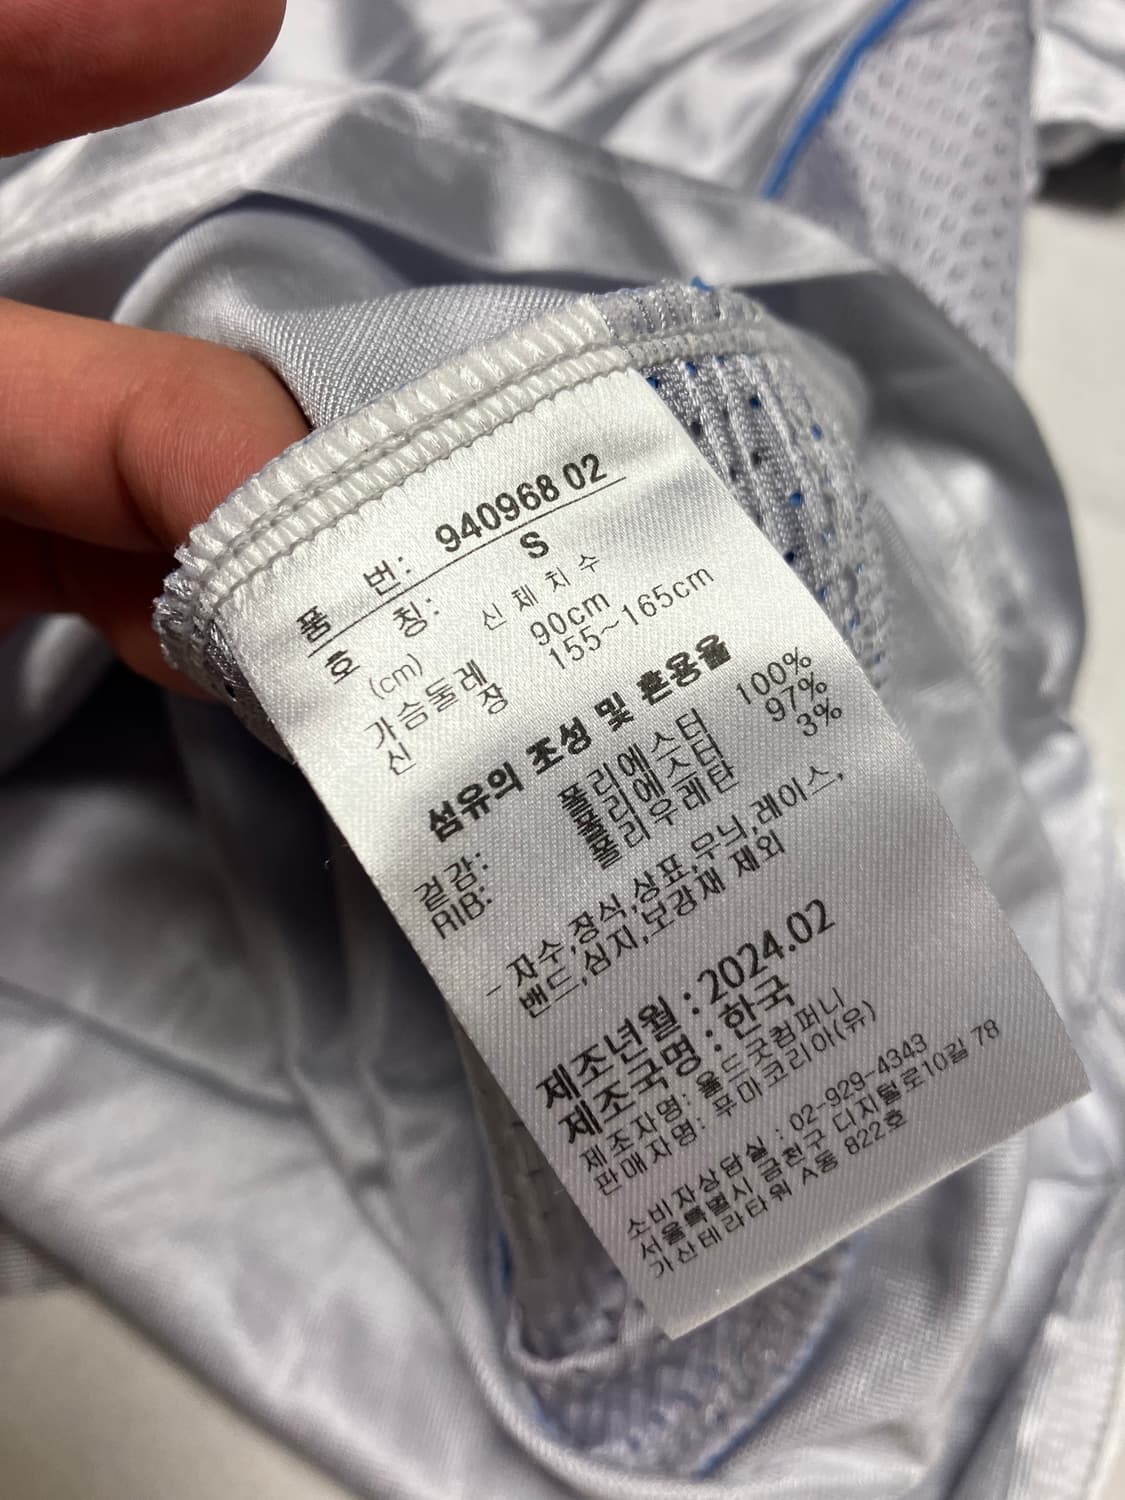 품 번: 940968 02
호 칭: S
(cm) 신 체 치 수
가슴둘레 90cm
신 장 155~165cm
섬유의 조성 및 혼용율
겉감: 폴리에스터 100%
RIB: 폴리에스터 97%
폴리우레탄 3%
- 자수,장식,상표,무늬,레이스,
밴드,심지,보강재 제외
제조년월 : 2024.02
제조국명 : 한국
제조자명: 올드굿컴퍼니
판매자명: 푸마코리아(유)
소비자상담실 : 02-929-4343
서울특별시 금천구 디지털로10길 78
가산테라타워 A동 822호